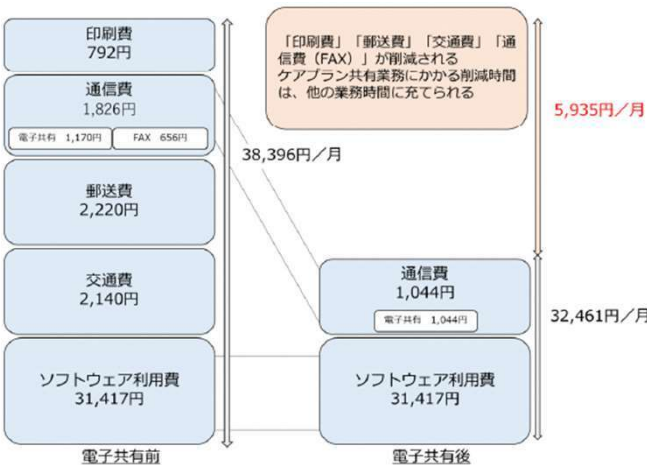 印刷費
792円
通信費
1,826円
電子共有 1,170円
FAX 656円
郵送費
2,220円
交通費
2,140円
ソフトウェア利用費
31,417円
電子共有前
38,396円／月
「印刷費」「郵送費」「交通費」「通
信費（FAX）」が削減される
ケアプラン共有業務にかかる削減時間
は、他の業務時間に充てられる
5,935円／月
通信費
1,044円
電子共有 1,044円
ソフトウェア利用費
31,417円
電子共有後
32,461円／月